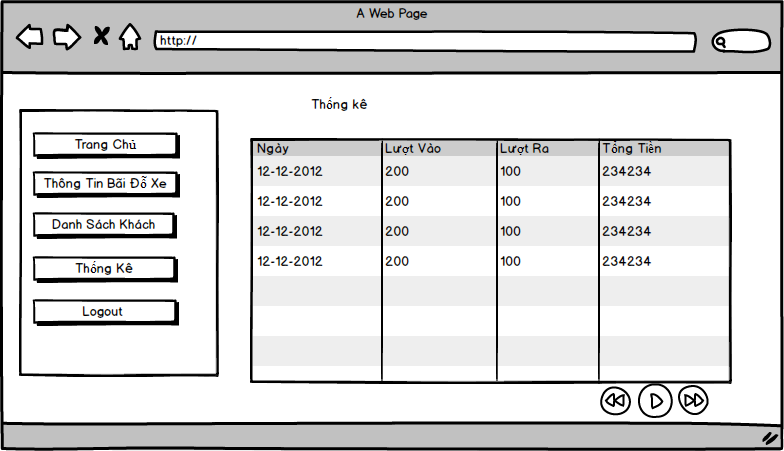 A Web Page
http://
Thống kê
Trang Chủ
Thông Tin Bãi Đỗ Xe
Danh Sách Khách
Thống Kê
Logout
Ngày Lượt Vào Lượt Ra Tổng Tiền
12-12-2012 200 100 234234
12-12-2012 200 100 234234
12-12-2012 200 100 234234
12-12-2012 200 100 234234